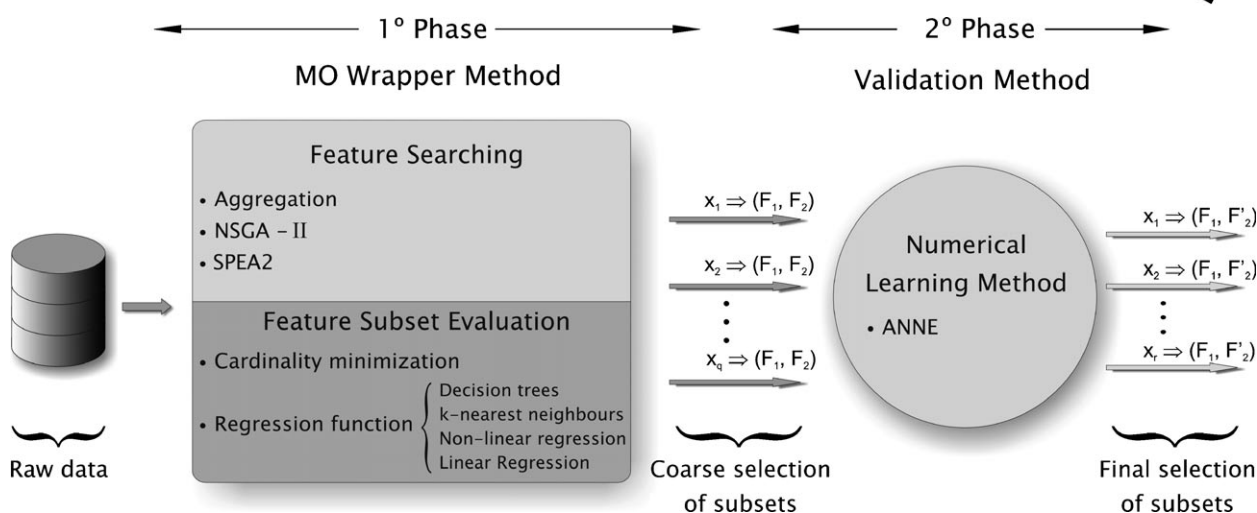 1º Phase
MO Wrapper Method
2º Phase
Validation Method
Raw data
Feature Searching
• Aggregation
• NSGA - II
• SPEA2
Feature Subset Evaluation
• Cardinality minimization
• Regression function
Decision trees
k-nearest neighbours
Non-linear regression
Linear Regression
x₁ ⇒ (F₁, F₂)
x₂ ⇒ (F₁, F₂)
x_q ⇒ (F₁, F₂)
Coarse selection
of subsets
Numerical
Learning Method
• ANNE
x₁ ⇒ (F₁, F'₂)
x₂ ⇒ (F₁, F'₂)
x_r ⇒ (F₁, F'₂)
Final selection
of subsets